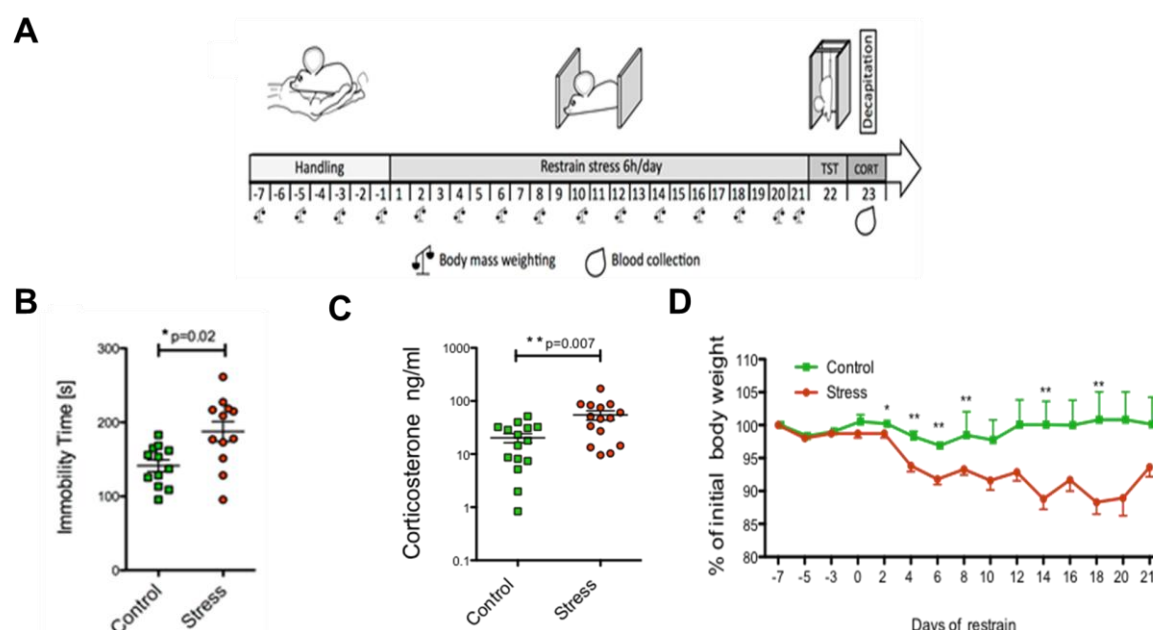 A
Decapitation
Handling
Restrain stress 6h/day
TST
CORT
-7 -6 -5 -4 -3 -2 -1 1 2 3 4 5 6 7 8 9 10 11 12 13 14 15 16 17 18 19 20 21 22 23
Body mass weighting
Blood collection
B
* p=0.02
Immobility Time [s]
300
200
100
0
Control
Stress
C
** p=0.007
Corticosterone ng/ml
1000
100
10
1
0.1
Control
Stress
D
% of initial body weight
110
105
100
95
90
85
80
Control
Stress
* ** ** ** ** **
-7 -5 -3 0 2 4 6 8 10 12 14 16 18 20 21
Days of restrain